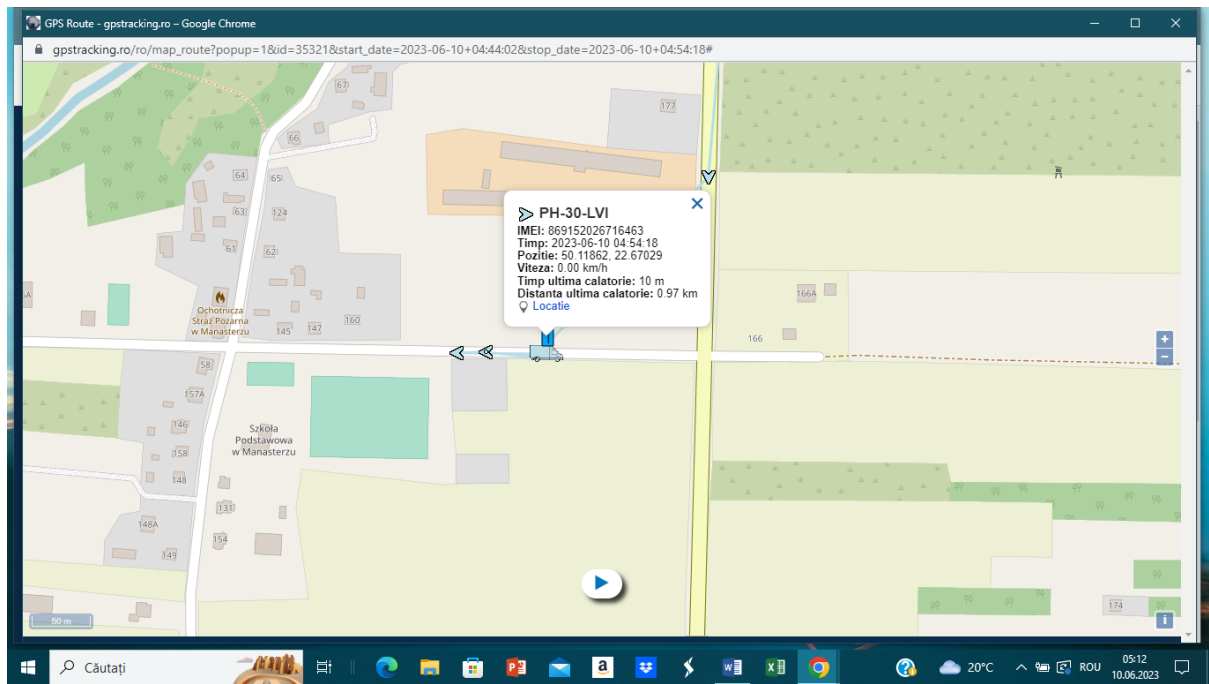 GPS Route - gpstracking.ro – Google Chrome
gpstracking.ro/ro/map_route?popup=1&id=35321&start_date=2023-06-10+04:44:02&stop_date=2023-06-10+04:54:18#
67
177
66
64
65
63
124
61
62
PH-30-LVI
IMEI: 869152026716463
Timp: 2023-06-10 04:54:18
Pozitie: 50.11862, 22.67029
Viteza: 0.00 km/h
Timp ultima calatorie: 10 m
Distanta ultima calatorie: 0.97 km
Locatie
166A
Ochotnicza
Straż Pożarna
w Manasterzu
145
147
160
166
+
−
58
157A
146
Szkoła
Podstawowa
w Manasterzu
158
148
131
148A
154
149
174
50 m
i
Căutați
ROU
20°C
05:12
10.06.2023